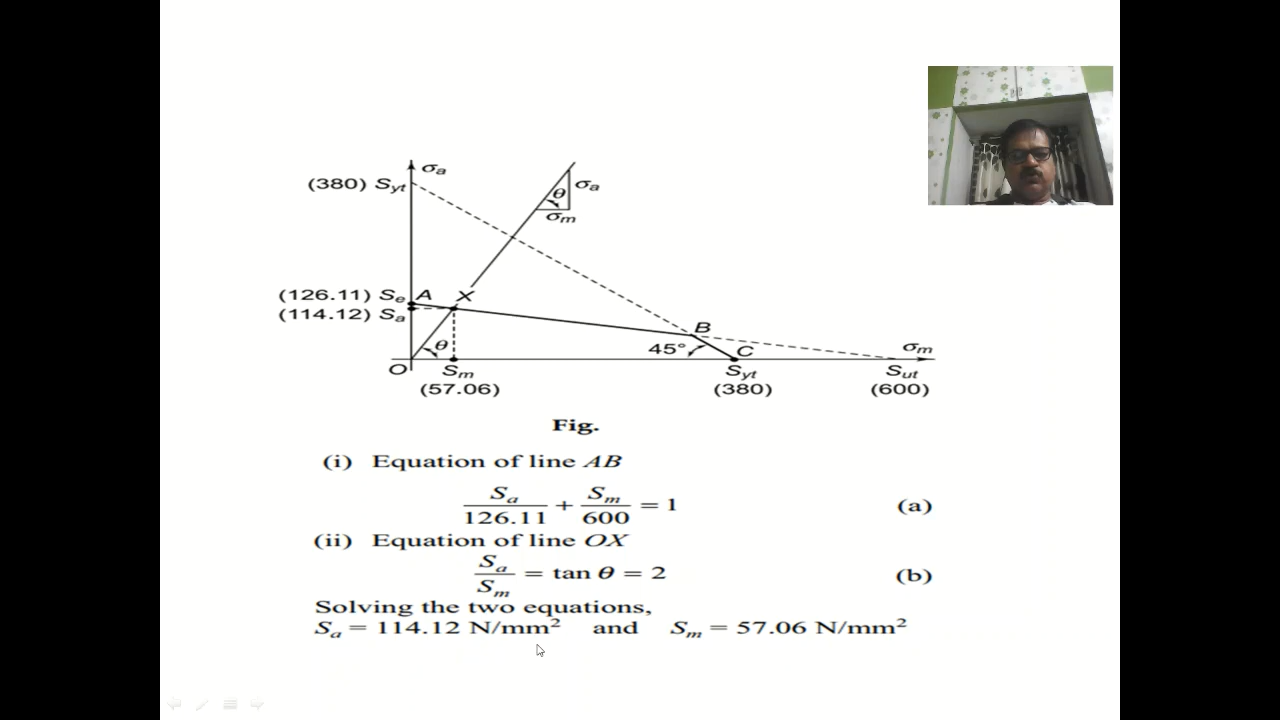 σa
(380) Syt
θ
σa
σm
(126.11) Se A X
(114.12) Sa
B
θ
45°
C
σm
O
Sm
Syt
Sut
(57.06)
(380)
(600)
Fig.
(i) Equation of line AB
Sa/126.11 + Sm/600 = 1 (a)
(ii) Equation of line OX
Sa/Sm = tan θ = 2 (b)
Solving the two equations,
Sa = 114.12 N/mm² and Sm = 57.06 N/mm²